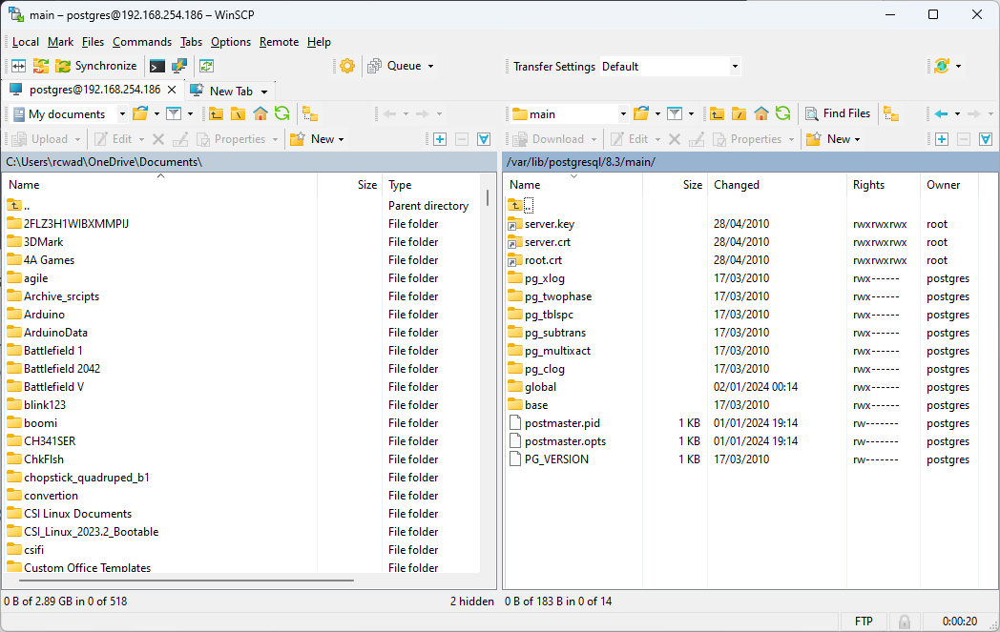 main – postgres@192.168.254.186 – WinSCP
Local Mark Files Commands Tabs Options Remote Help
Synchronize Queue Transfer Settings Default
postgres@192.168.254.186 New Tab
My documents main Find Files
Upload Edit Properties New Download Edit Properties New
C:\Users\rcwad\OneDrive\Documents\ /var/lib/postgresql/8.3/main/
Name Size Type Name Size Changed Rights Owner
.. Parent directory ..
2FLZ3H1WIBXMMPIJ File folder server.key 28/04/2010 rwxrwxrwx root
3DMark File folder server.crt 28/04/2010 rwxrwxrwx root
4A Games File folder root.crt 28/04/2010 rwxrwxrwx root
agile File folder pg_xlog 17/03/2010 rwx------ postgres
Archive_srcipts File folder pg_twophase 17/03/2010 rwx------ postgres
Arduino File folder pg_tblspc 17/03/2010 rwx------ postgres
ArduinoData File folder pg_subtrans 17/03/2010 rwx------ postgres
Battlefield 1 File folder pg_multixact 17/03/2010 rwx------ postgres
Battlefield 2042 File folder pg_clog 17/03/2010 rwx------ postgres
Battlefield V File folder global 02/01/2024 00:14 rwx------ postgres
blink123 File folder base 17/03/2010 rwx------ postgres
boomi File folder postmaster.pid 1 KB 01/01/2024 19:14 rw------- postgres
CH341SER File folder postmaster.opts 1 KB 01/01/2024 19:14 rw------- postgres
ChkFlsh File folder PG_VERSION 1 KB 17/03/2010 rw------- postgres
chopstick_quadruped_b1 File folder
convertion File folder
CSI Linux Documents File folder
CSI_Linux_2023.2_Bootable File folder
csifi File folder
Custom Office Templates File folder
0 B of 2.89 GB in 0 of 518 2 hidden 0 B of 183 B in 0 of 14
FTP 0:00:20